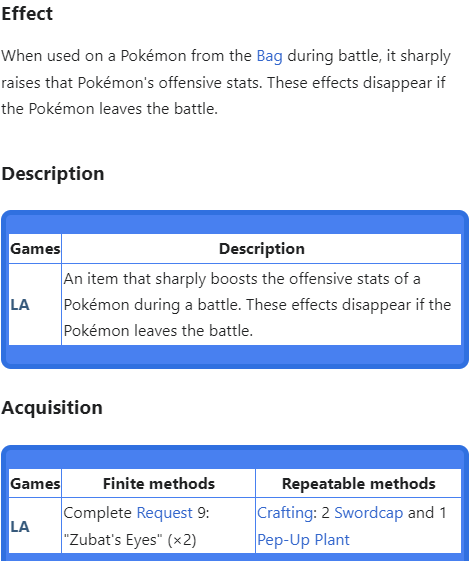 Effect
When used on a Pokémon from the Bag during battle, it sharply
raises that Pokémon's offensive stats. These effects disappear if
the Pokémon leaves the battle.
Description
Games Description
LA
An item that sharply boosts the offensive stats of a
Pokémon during a battle. These effects disappear if the
Pokémon leaves the battle.
Acquisition
Games Finite methods Repeatable methods
LA
Complete Request 9:
"Zubat's Eyes" (×2)
Crafting: 2 Swordcap and 1
Pep-Up Plant